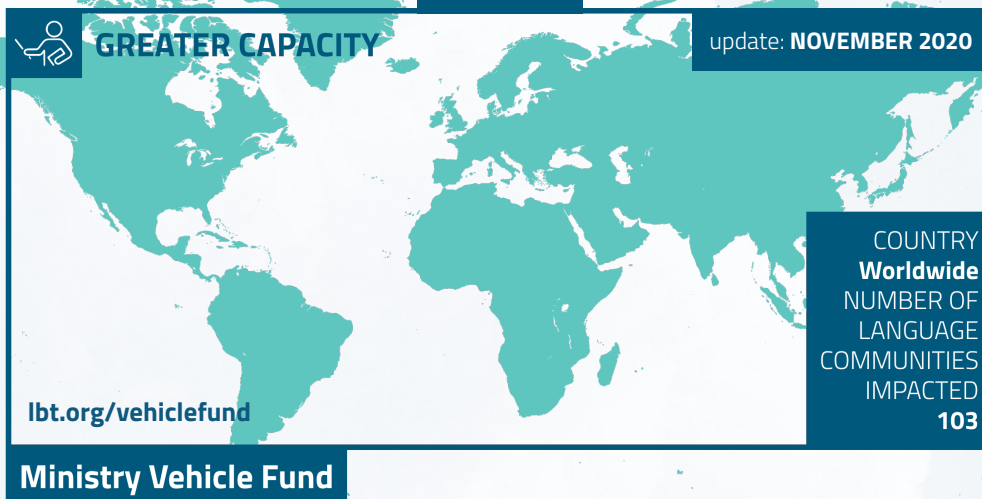 GREATER CAPACITY
update: NOVEMBER 2020
COUNTRY
Worldwide
NUMBER OF
LANGUAGE
COMMUNITIES
IMPACTED
103
lbt.org/vehiclefund
Ministry Vehicle Fund